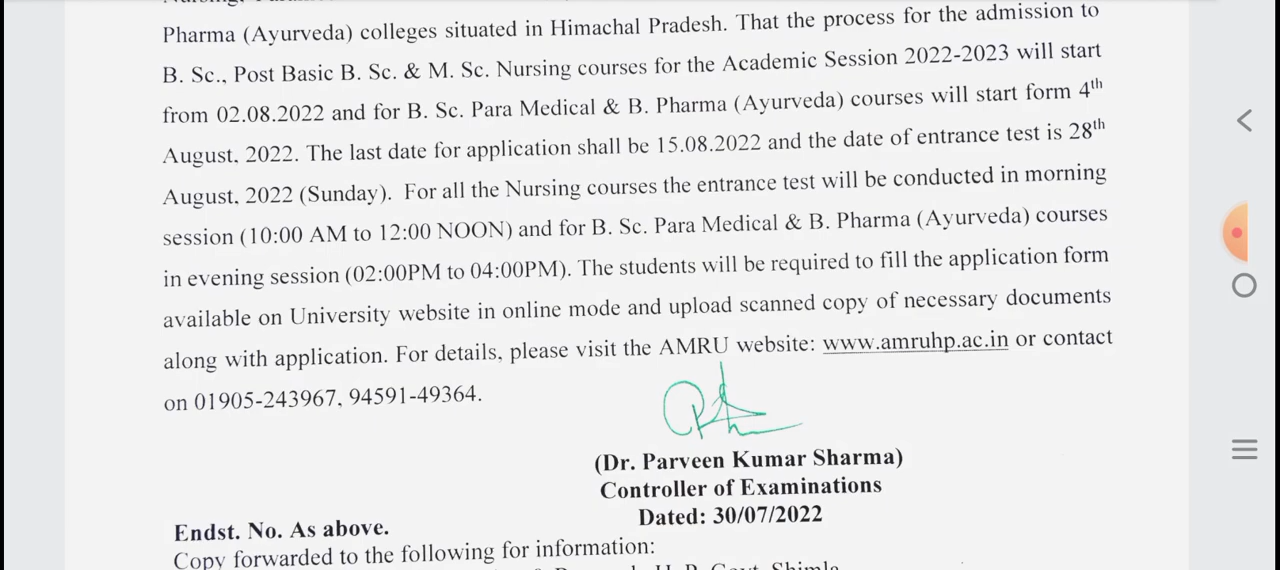 Pharma (Ayurveda) colleges situated in Himachal Pradesh. That the process for the admission to
B. Sc., Post Basic B. Sc. & M. Sc. Nursing courses for the Academic Session 2022-2023 will start
from 02.08.2022 and for B. Sc. Para Medical & B. Pharma (Ayurveda) courses will start form 4th
August, 2022. The last date for application shall be 15.08.2022 and the date of entrance test is 28th
August, 2022 (Sunday). For all the Nursing courses the entrance test will be conducted in morning
session (10:00 AM to 12:00 NOON) and for B. Sc. Para Medical & B. Pharma (Ayurveda) courses
in evening session (02:00PM to 04:00PM). The students will be required to fill the application form
available on University website in online mode and upload scanned copy of necessary documents
along with application. For details, please visit the AMRU website: www.amruhp.ac.in or contact
on 01905-243967, 94591-49364.
(Dr. Parveen Kumar Sharma)
Controller of Examinations
Dated: 30/07/2022
Endst. No. As above.
Copy forwarded to the following for information:
H.P. Govt. Shimla